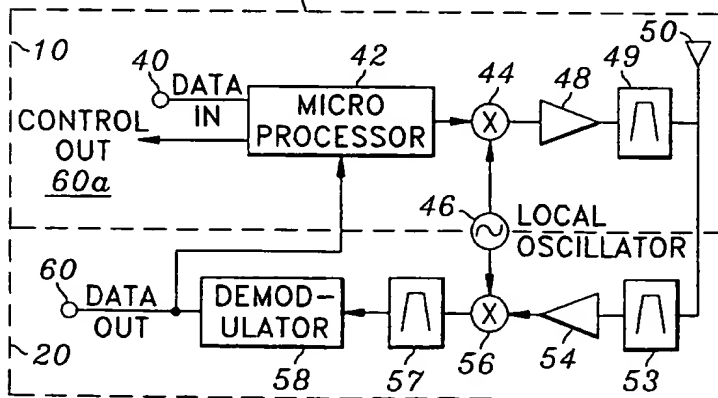 50
10
40
DATA
IN
42
MICRO
PROCESSOR
44
48
49
CONTROL
OUT
60a
46
LOCAL
OSCILLATOR
60
DATA
OUT
DEMOD-
ULATOR
58
57
56
54
53
20
X
X